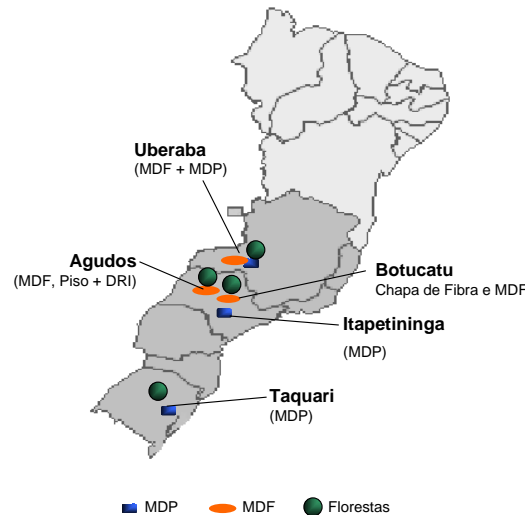 Uberaba
(MDF + MDP)
Agudos
(MDF, Piso + DRI)
Botucatu
Chapa de Fibra e MDF
Itapetininga
(MDP)
Taquari
(MDP)
MDP MDF Florestas